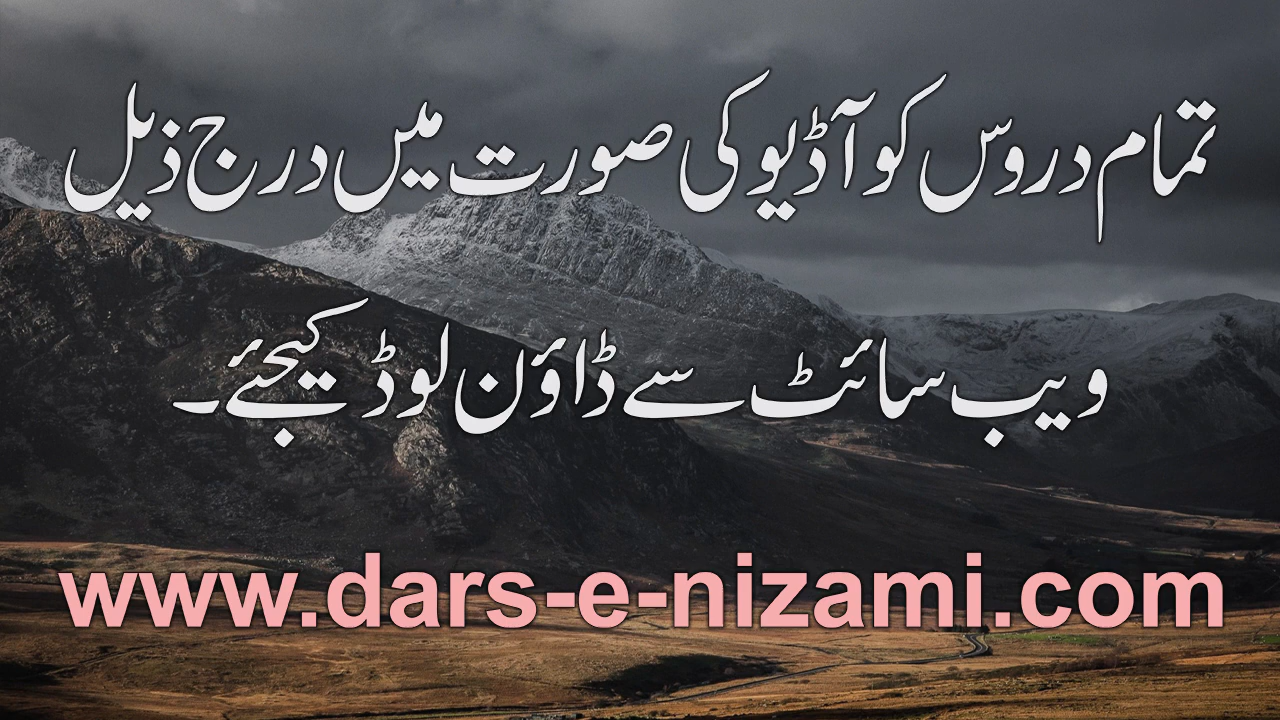 تمام دروس کو آڈیو کی صورت میں درج ذیل
ویب سائٹ سے ڈاؤن لوڈ کیجئے۔
www.dars-e-nizami.com